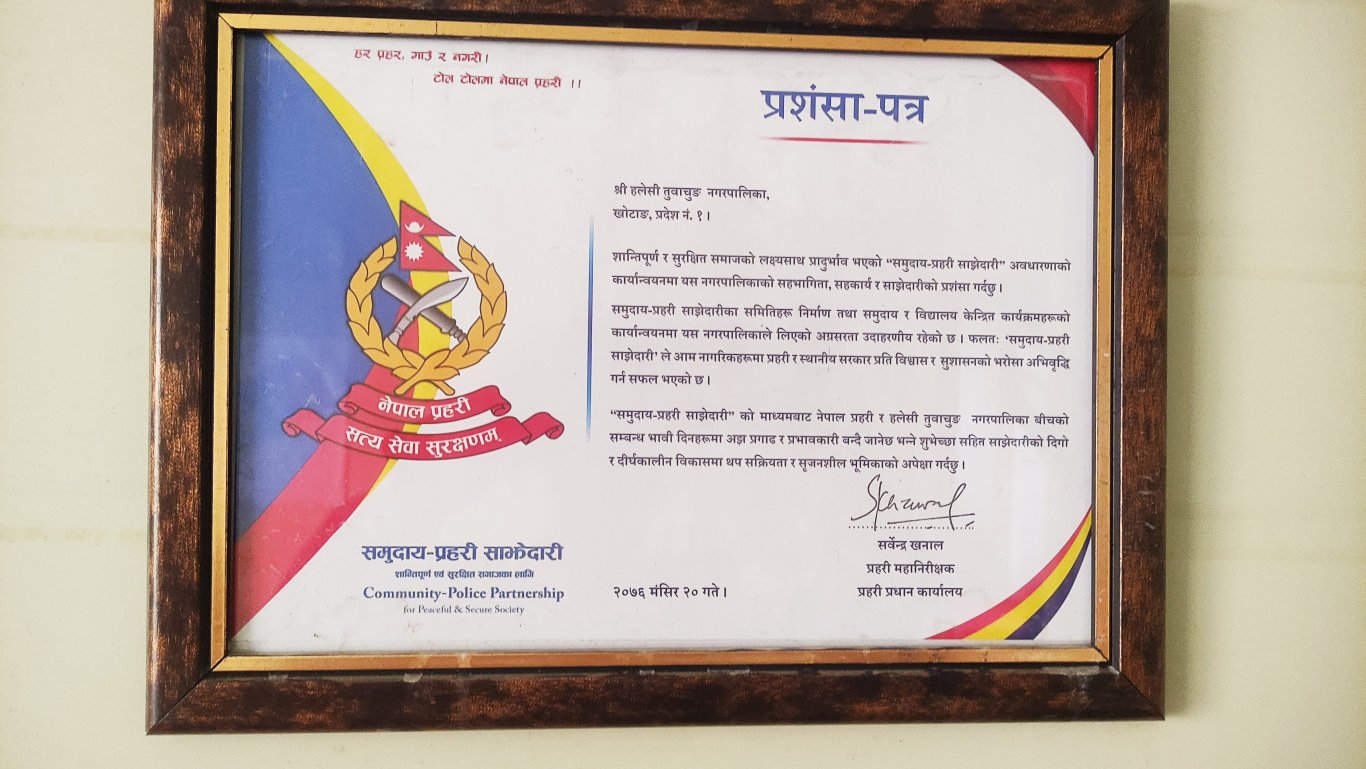 हर प्रहर, गाउँ र नगरी।
टोल टोलमा नेपाल प्रहरी ।।
नेपाल प्रहरी
सत्य सेवा सुरक्षणम्
समुदाय-प्रहरी साझेदारी
शान्तिपूर्ण एवं सुरक्षित समाजका लागि
Community-Police Partnership
for Peaceful & Secure Society
प्रशंसा-पत्र
श्री हलेसी तुवाचुङ नगरपालिका,
खोटाङ, प्रदेश नं. १।
शान्तिपूर्ण र सुरक्षित समाजको लक्ष्यसाथ प्रादुर्भाव भएको “समुदाय-प्रहरी साझेदारी” अवधारणाको
कार्यान्वयनमा यस नगरपालिकाको सहभागिता, सहकार्य र साझेदारीको प्रशंसा गर्दछु।
समुदाय-प्रहरी साझेदारीका समितिहरू निर्माण तथा समुदाय र विद्यालय केन्द्रित कार्यक्रमहरूको
कार्यान्वयनमा यस नगरपालिकाले लिएको अग्रसरता उदाहरणीय रहेको छ। फलतः ‘समुदाय-प्रहरी
साझेदारी’ ले आम नागरिकहरूमा प्रहरी र स्थानीय सरकार प्रति विश्वास र सुशासनको भरोसा अभिवृद्धि
गर्न सफल भएको छ।
“समुदाय-प्रहरी साझेदारी” को माध्यमबाट नेपाल प्रहरी र हलेसी तुवाचुङ नगरपालिका बीचको
सम्बन्ध भावी दिनहरूमा अझ प्रगाढ र प्रभावकारी बन्दै जानेछ भन्ने शुभेच्छा सहित साझेदारीको दिगो
र दीर्घकालीन विकासमा थप सक्रियता र सृजनशील भूमिकाको अपेक्षा गर्दछु।
सर्वेन्द्र खनाल
प्रहरी महानिरीक्षक
प्रहरी प्रधान कार्यालय
२०७६ मंसिर २० गते।